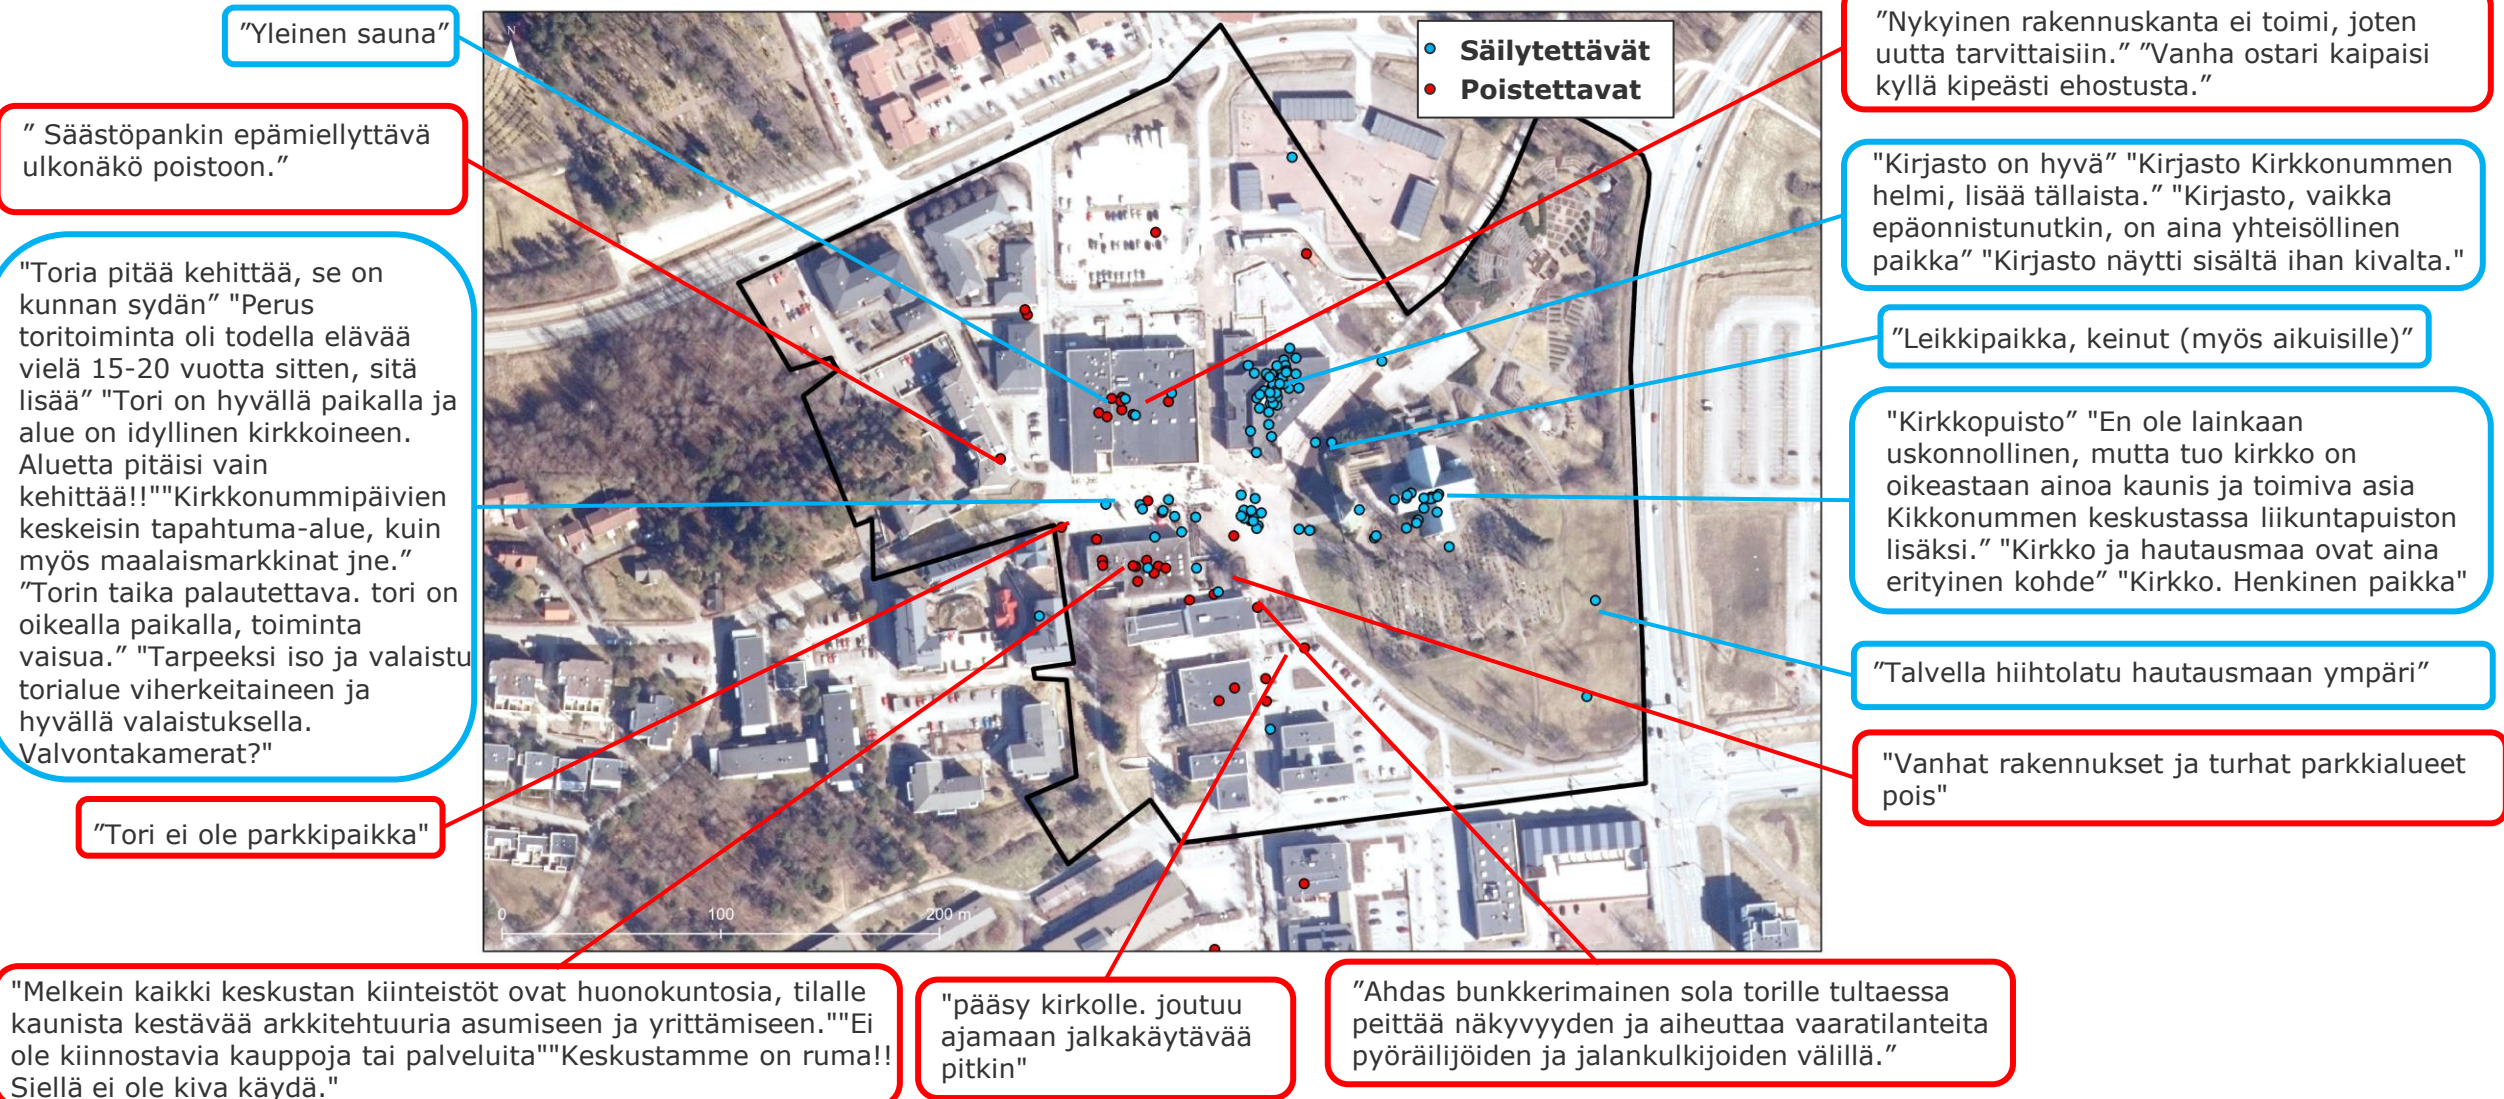 ”Yleinen sauna”
” Säästöpankin epämiellyttävä
ulkonäkö poistoon.”
"Toria pitää kehittää, se on
kunnan sydän” "Perus
toritoiminta oli todella elävää
vielä 15-20 vuotta sitten, sitä
lisää” "Tori on hyvällä paikalla ja
alue on idyllinen kirkkoineen.
Aluetta pitäisi vain
kehittää!!""Kirkkonummipäivien
keskeisin tapahtuma-alue, kuin
myös maalaismarkkinat jne.”
”Torin taika palautettava. tori on
oikealla paikalla, toiminta
vaisua.” "Tarpeeksi iso ja valaistu
torialue viherkeitaineen ja
hyvällä valaistuksella.
Valvontakamerat?"
”Tori ei ole parkkipaikka"
"Melkein kaikki keskustan kiinteistöt ovat huonokuntosia, tilalle
kaunista kestävää arkkitehtuuria asumiseen ja yrittämiseen.""Ei
ole kiinnostavia kauppoja tai palveluita""Keskustamme on ruma!!
Siellä ei ole kiva käydä."
N
Säilytettävät
Poistettavat
0 100 200 m
"pääsy kirkolle. joutuu
ajamaan jalkakäytävää
pitkin"
”Ahdas bunkkerimainen sola torille tultaessa
peittää näkyvyyden ja aiheuttaa vaaratilanteita
pyöräilijöiden ja jalankulkijoiden välillä.”
”Nykyinen rakennuskanta ei toimi, joten
uutta tarvittaisiin.” ”Vanha ostari kaipaisi
kyllä kipeästi ehostusta.”
"Kirjasto on hyvä” "Kirjasto Kirkkonummen
helmi, lisää tällaista.” "Kirjasto, vaikka
epäonnistunutkin, on aina yhteisöllinen
paikka” "Kirjasto näytti sisältä ihan kivalta."
”Leikkipaikka, keinut (myös aikuisille)”
"Kirkkopuisto” "En ole lainkaan
uskonnollinen, mutta tuo kirkko on
oikeastaan ainoa kaunis ja toimiva asia
Kikkonummen keskustassa liikuntapuiston
lisäksi.” "Kirkko ja hautausmaa ovat aina
erityinen kohde” "Kirkko. Henkinen paikka"
”Talvella hiihtolatu hautausmaan ympäri”
"Vanhat rakennukset ja turhat parkkialueet
pois"